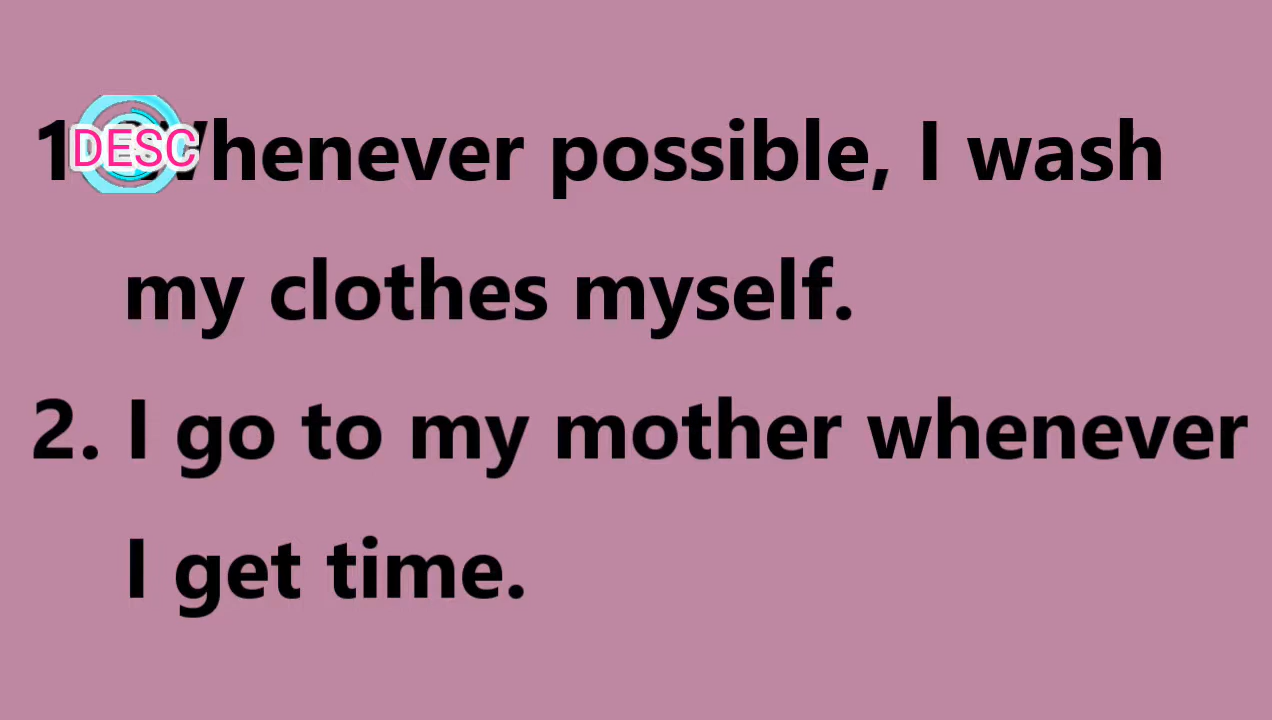 1. Whenever possible, I wash
DESC
my clothes myself.
2. I go to my mother whenever
I get time.